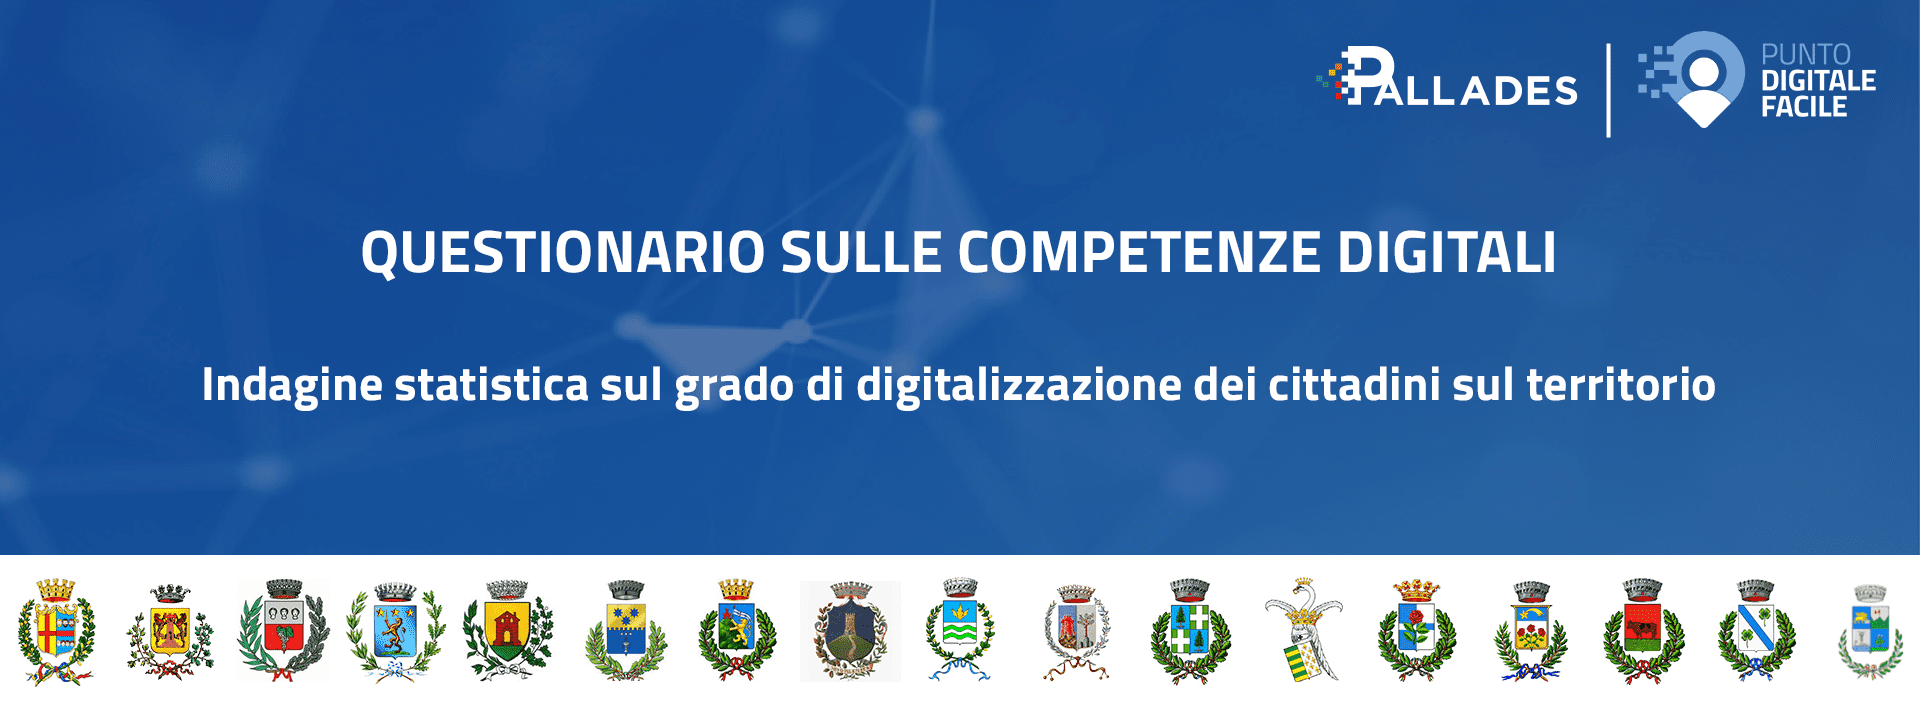 PALLADES
PUNTO
DIGITALE
FACILE
QUESTIONARIO SULLE COMPETENZE DIGITALI
Indagine statistica sul grado di digitalizzazione dei cittadini sul territorio